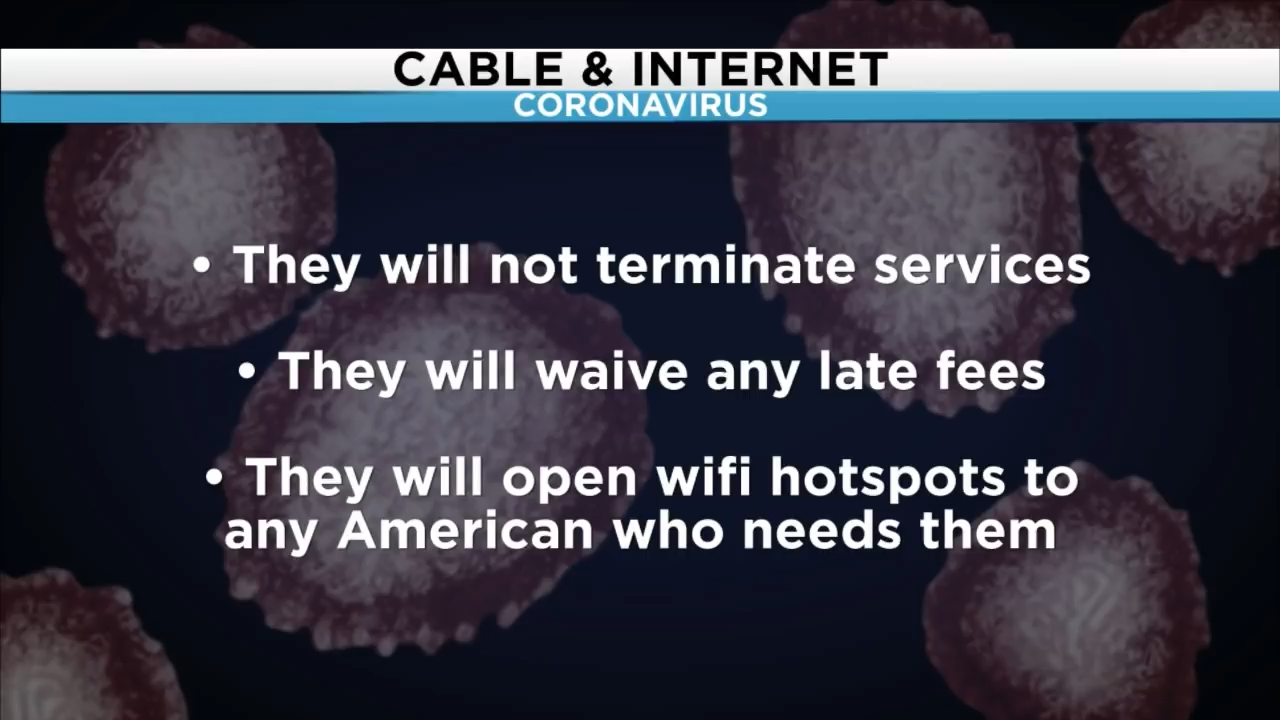 CABLE & INTERNET
CORONAVIRUS
• They will not terminate services
• They will waive any late fees
• They will open wifi hotspots to
any American who needs them